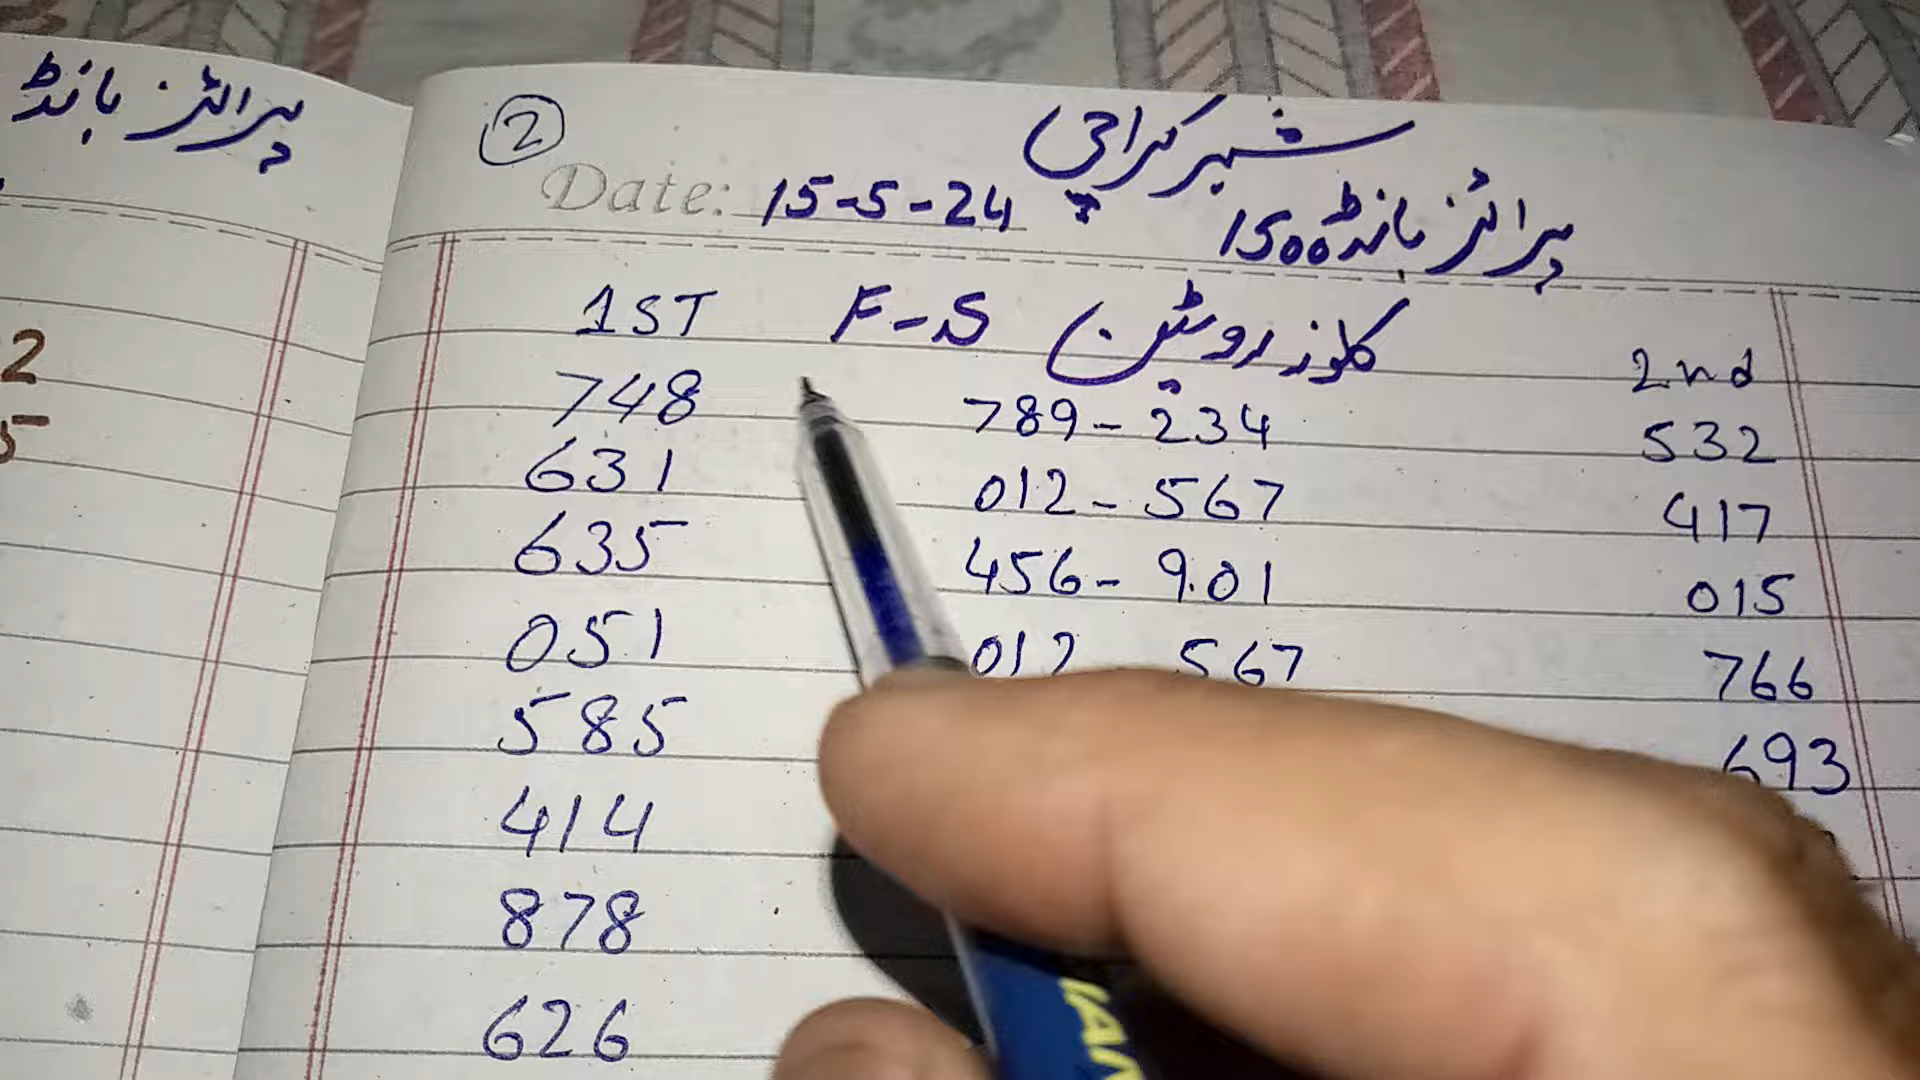 پرائز بانڈ
2
5
②
شہر کراچی
Date: 15-5-24
پرائز بانڈ 1500
1ST F-S کلوز روٹین 2nd
748 789-234 532
631 012-567 417
635 456-9.01 015
051 012 567 766
585 693
414
878
626